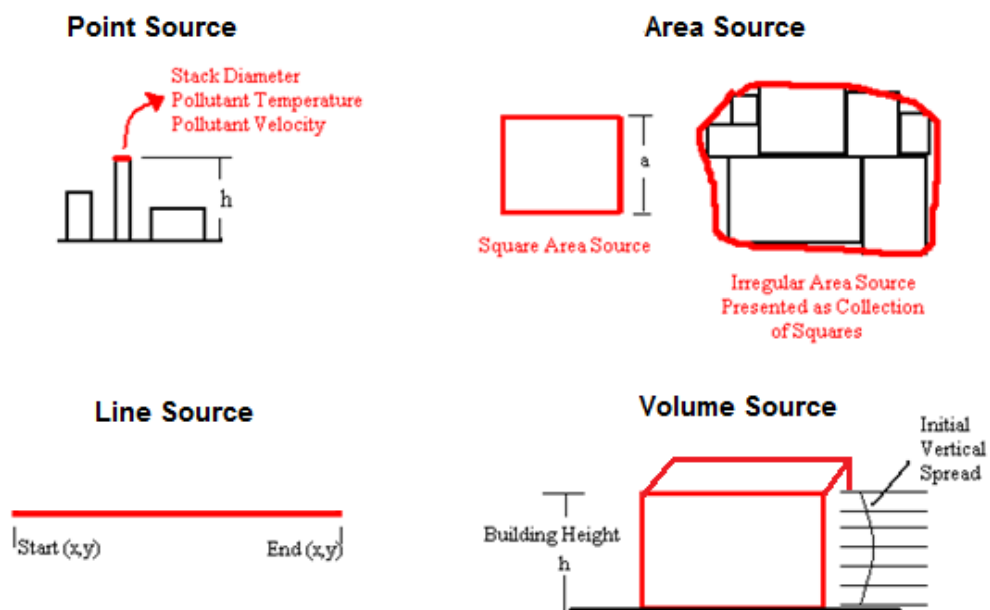 Point Source
Stack Diameter
Pollutant Temperature
Pollutant Velocity
h
Area Source
a
Square Area Source
Irregular Area Source
Presented as Collection
of Squares
Line Source
Start (x,y)
End (x,y)
Volume Source
Initial
Vertical
Spread
Building Height
h